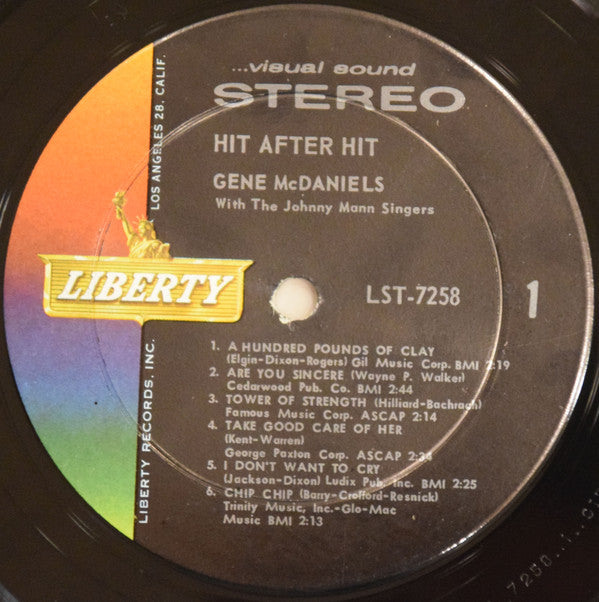 ...visual sound
STEREO
HIT AFTER HIT
GENE McDANIELS
With The Johnny Mann Singers
LIBERTY
LST-7258
1
1. A HUNDRED POUNDS OF CLAY
(Elgin-Dixon-Rogers) Gil Music Corp. BMI 2:19
2. ARE YOU SINCERE (Wayne P. Walker)
Cedarwood Pub. Co. BMI 2:44
3. TOWER OF STRENGTH (Hilliard-Bachrach)
Famous Music Corp. ASCAP 2:14
4. TAKE GOOD CARE OF HER
(Kent-Warren)
George Paxton Corp. ASCAP 2:34
5. I DON'T WANT TO CRY
(Jackson-Dixon) Ludix Pub. Inc. BMI 2:25
6. CHIP CHIP (Barry-Crofford-Resnick)
Trinity Music, Inc.-Glo-Mac
Music BMI 2:13
LIBERTY RECORDS, INC.
LOS ANGELES 28, CALIF.